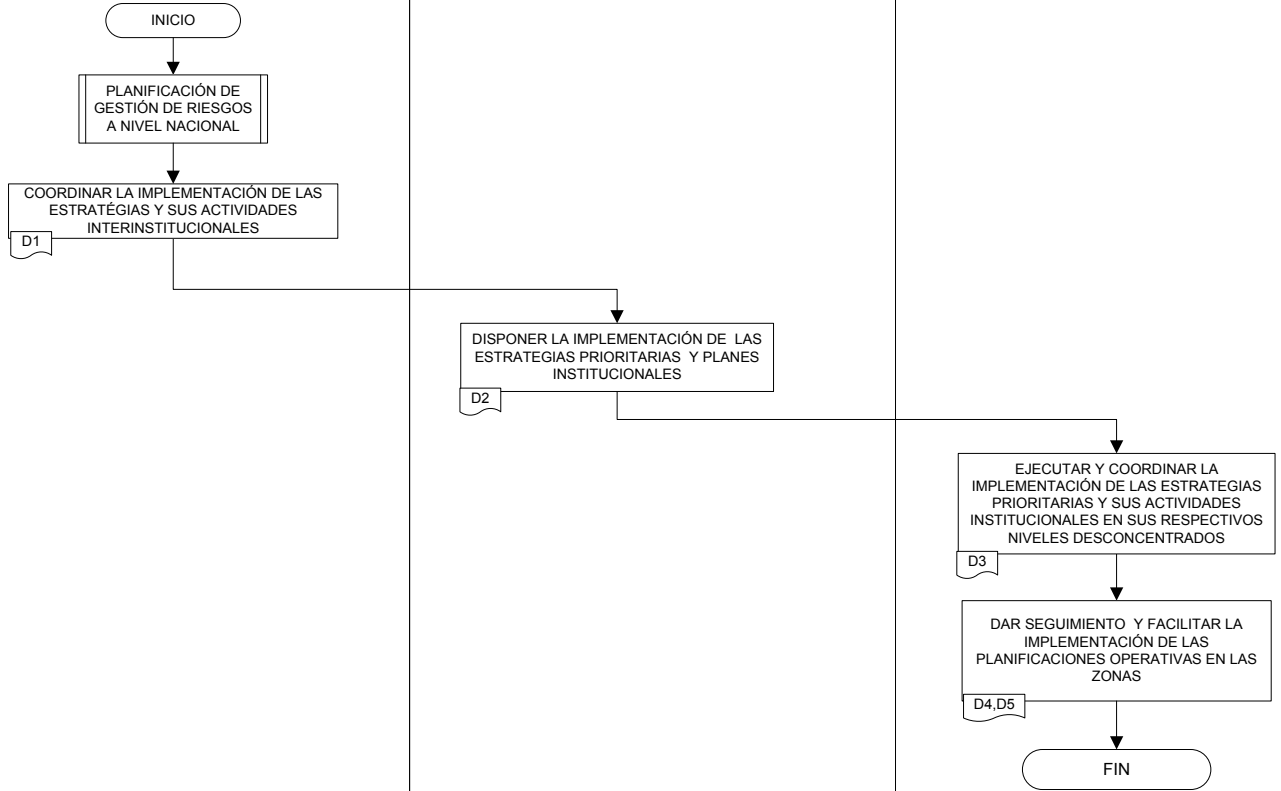 INICIO
PLANIFICACIÓN DE
GESTIÓN DE RIESGOS
A NIVEL NACIONAL
COORDINAR LA IMPLEMENTACIÓN DE LAS
ESTRATÉGIAS Y SUS ACTIVIDADES
INTERINSTITUCIONALES
D1
DISPONER LA IMPLEMENTACIÓN DE LAS
ESTRATEGIAS PRIORITARIAS Y PLANES
INSTITUCIONALES
D2
EJECUTAR Y COORDINAR LA
IMPLEMENTACIÓN DE LAS ESTRATEGIAS
PRIORITARIAS Y SUS ACTIVIDADES
INSTITUCIONALES EN SUS RESPECTIVOS
NIVELES DESCONCENTRADOS
D3
DAR SEGUIMIENTO Y FACILITAR LA
IMPLEMENTACIÓN DE LAS
PLANIFICACIONES OPERATIVAS EN LAS
ZONAS
D4,D5
FIN